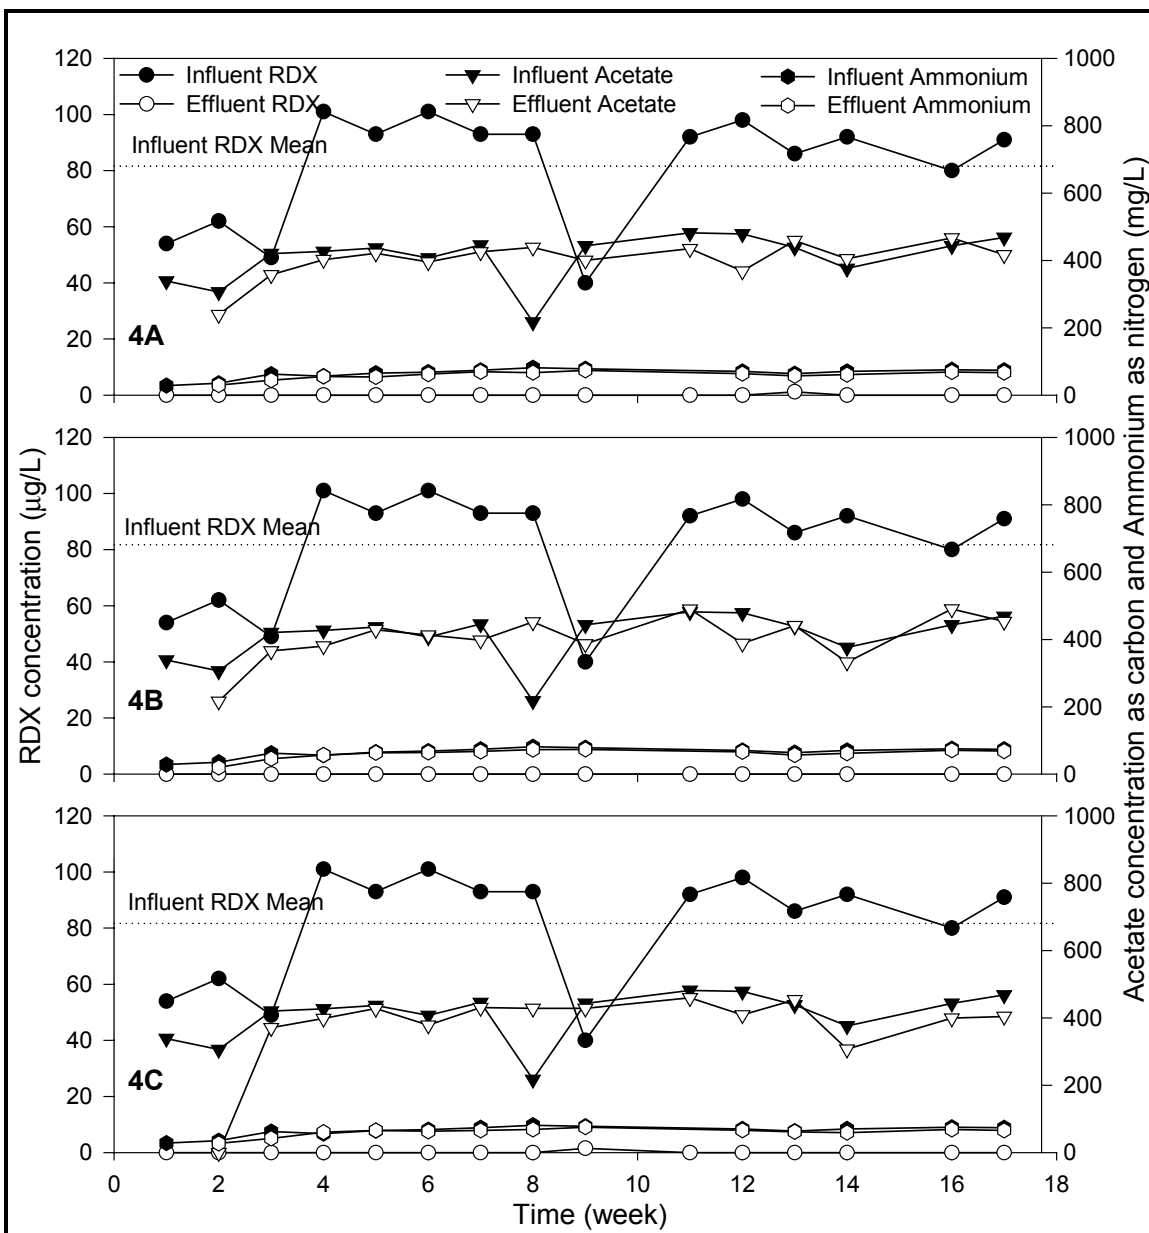 120
100
80
60
40
20
0
1000
800
600
400
200
0
Influent RDX
Effluent RDX
Influent Acetate
Effluent Acetate
Influent Ammonium
Effluent Ammonium
Influent RDX Mean
4A
120
100
80
60
40
20
0
1000
800
600
400
200
0
Influent RDX Mean
4B
120
100
80
60
40
20
0
1000
800
600
400
200
0
Influent RDX Mean
4C
0 2 4 6 8 10 12 14 16 18
Time (week)
RDX concentration (µg/L)
Acetate concentration as carbon and Ammonium as nitrogen (mg/L)